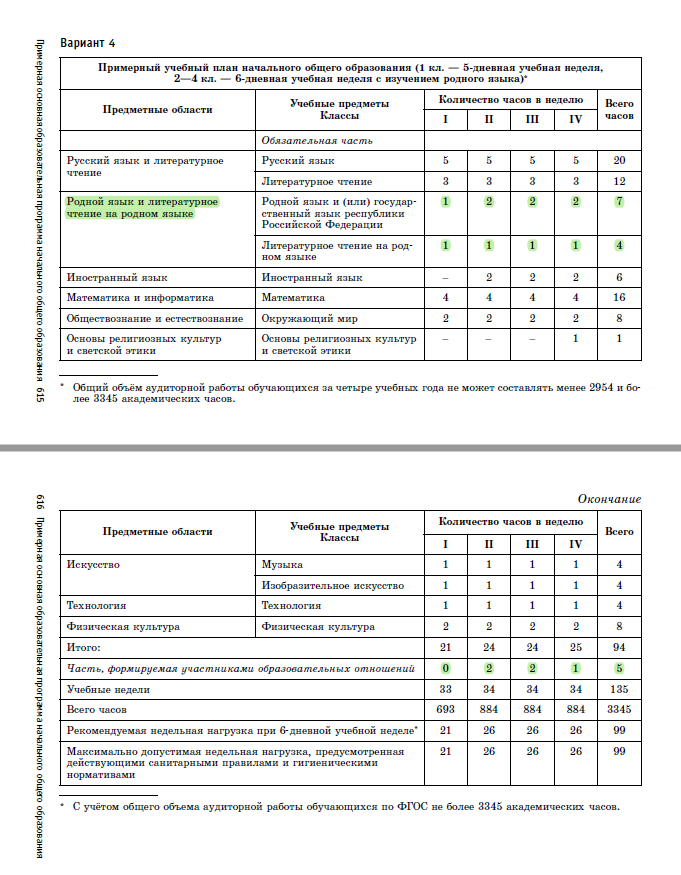 Вариант 4
Примерная основная образовательная программа начального общего образования 615
Примерный учебный план начального общего образования (1 кл. — 5-дневная учебная неделя,
2—4 кл. — 6-дневная учебная неделя с изучением родного языка)*
Предметные области
Учебные предметы
Классы
Количество часов в неделю
Всего
часов
I II III IV
Обязательная часть
Русский язык и литературное
чтение
Русский язык 5 5 5 5 20
Литературное чтение 3 3 3 3 12
Родной язык и литературное
чтение на родном языке
Родной язык и (или) государ-
ственный язык республики
Российской Федерации
1 2 2 2 7
Литературное чтение на род-
ном языке
1 1 1 1 4
Иностранный язык Иностранный язык – 2 2 2 6
Математика и информатика Математика 4 4 4 4 16
Обществознание и естествознание Окружающий мир 2 2 2 2 8
Основы религиозных культур
и светской этики
Основы религиозных культур
и светской этики
– – – 1 1
* Общий объём аудиторной работы обучающихся за четыре учебных года не может составлять менее 2954 и бо-
лее 3345 академических часов.
616 Примерная основная образовательная программа начального общего образования
Окончание
Предметные области
Учебные предметы
Классы
Количество часов в неделю
Всего
I II III IV
Искусство Музыка 1 1 1 1 4
Изобразительное искусство 1 1 1 1 4
Технология Технология 1 1 1 1 4
Физическая культура Физическая культура 2 2 2 2 8
Итого: 21 24 24 25 94
Часть, формируемая участниками образовательных отношений 0 2 2 1 5
Учебные недели 33 34 34 34 135
Всего часов 693 884 884 884 3345
Рекомендуемая недельная нагрузка при 6-дневной учебной неделе* 21 26 26 26 99
Максимально допустимая недельная нагрузка, предусмотренная
действующими санитарными правилами и гигиеническими
нормативами
21 26 26 26 99
* С учётом общего объема аудиторной работы обучающихся по ФГОС не более 3345 академических часов.